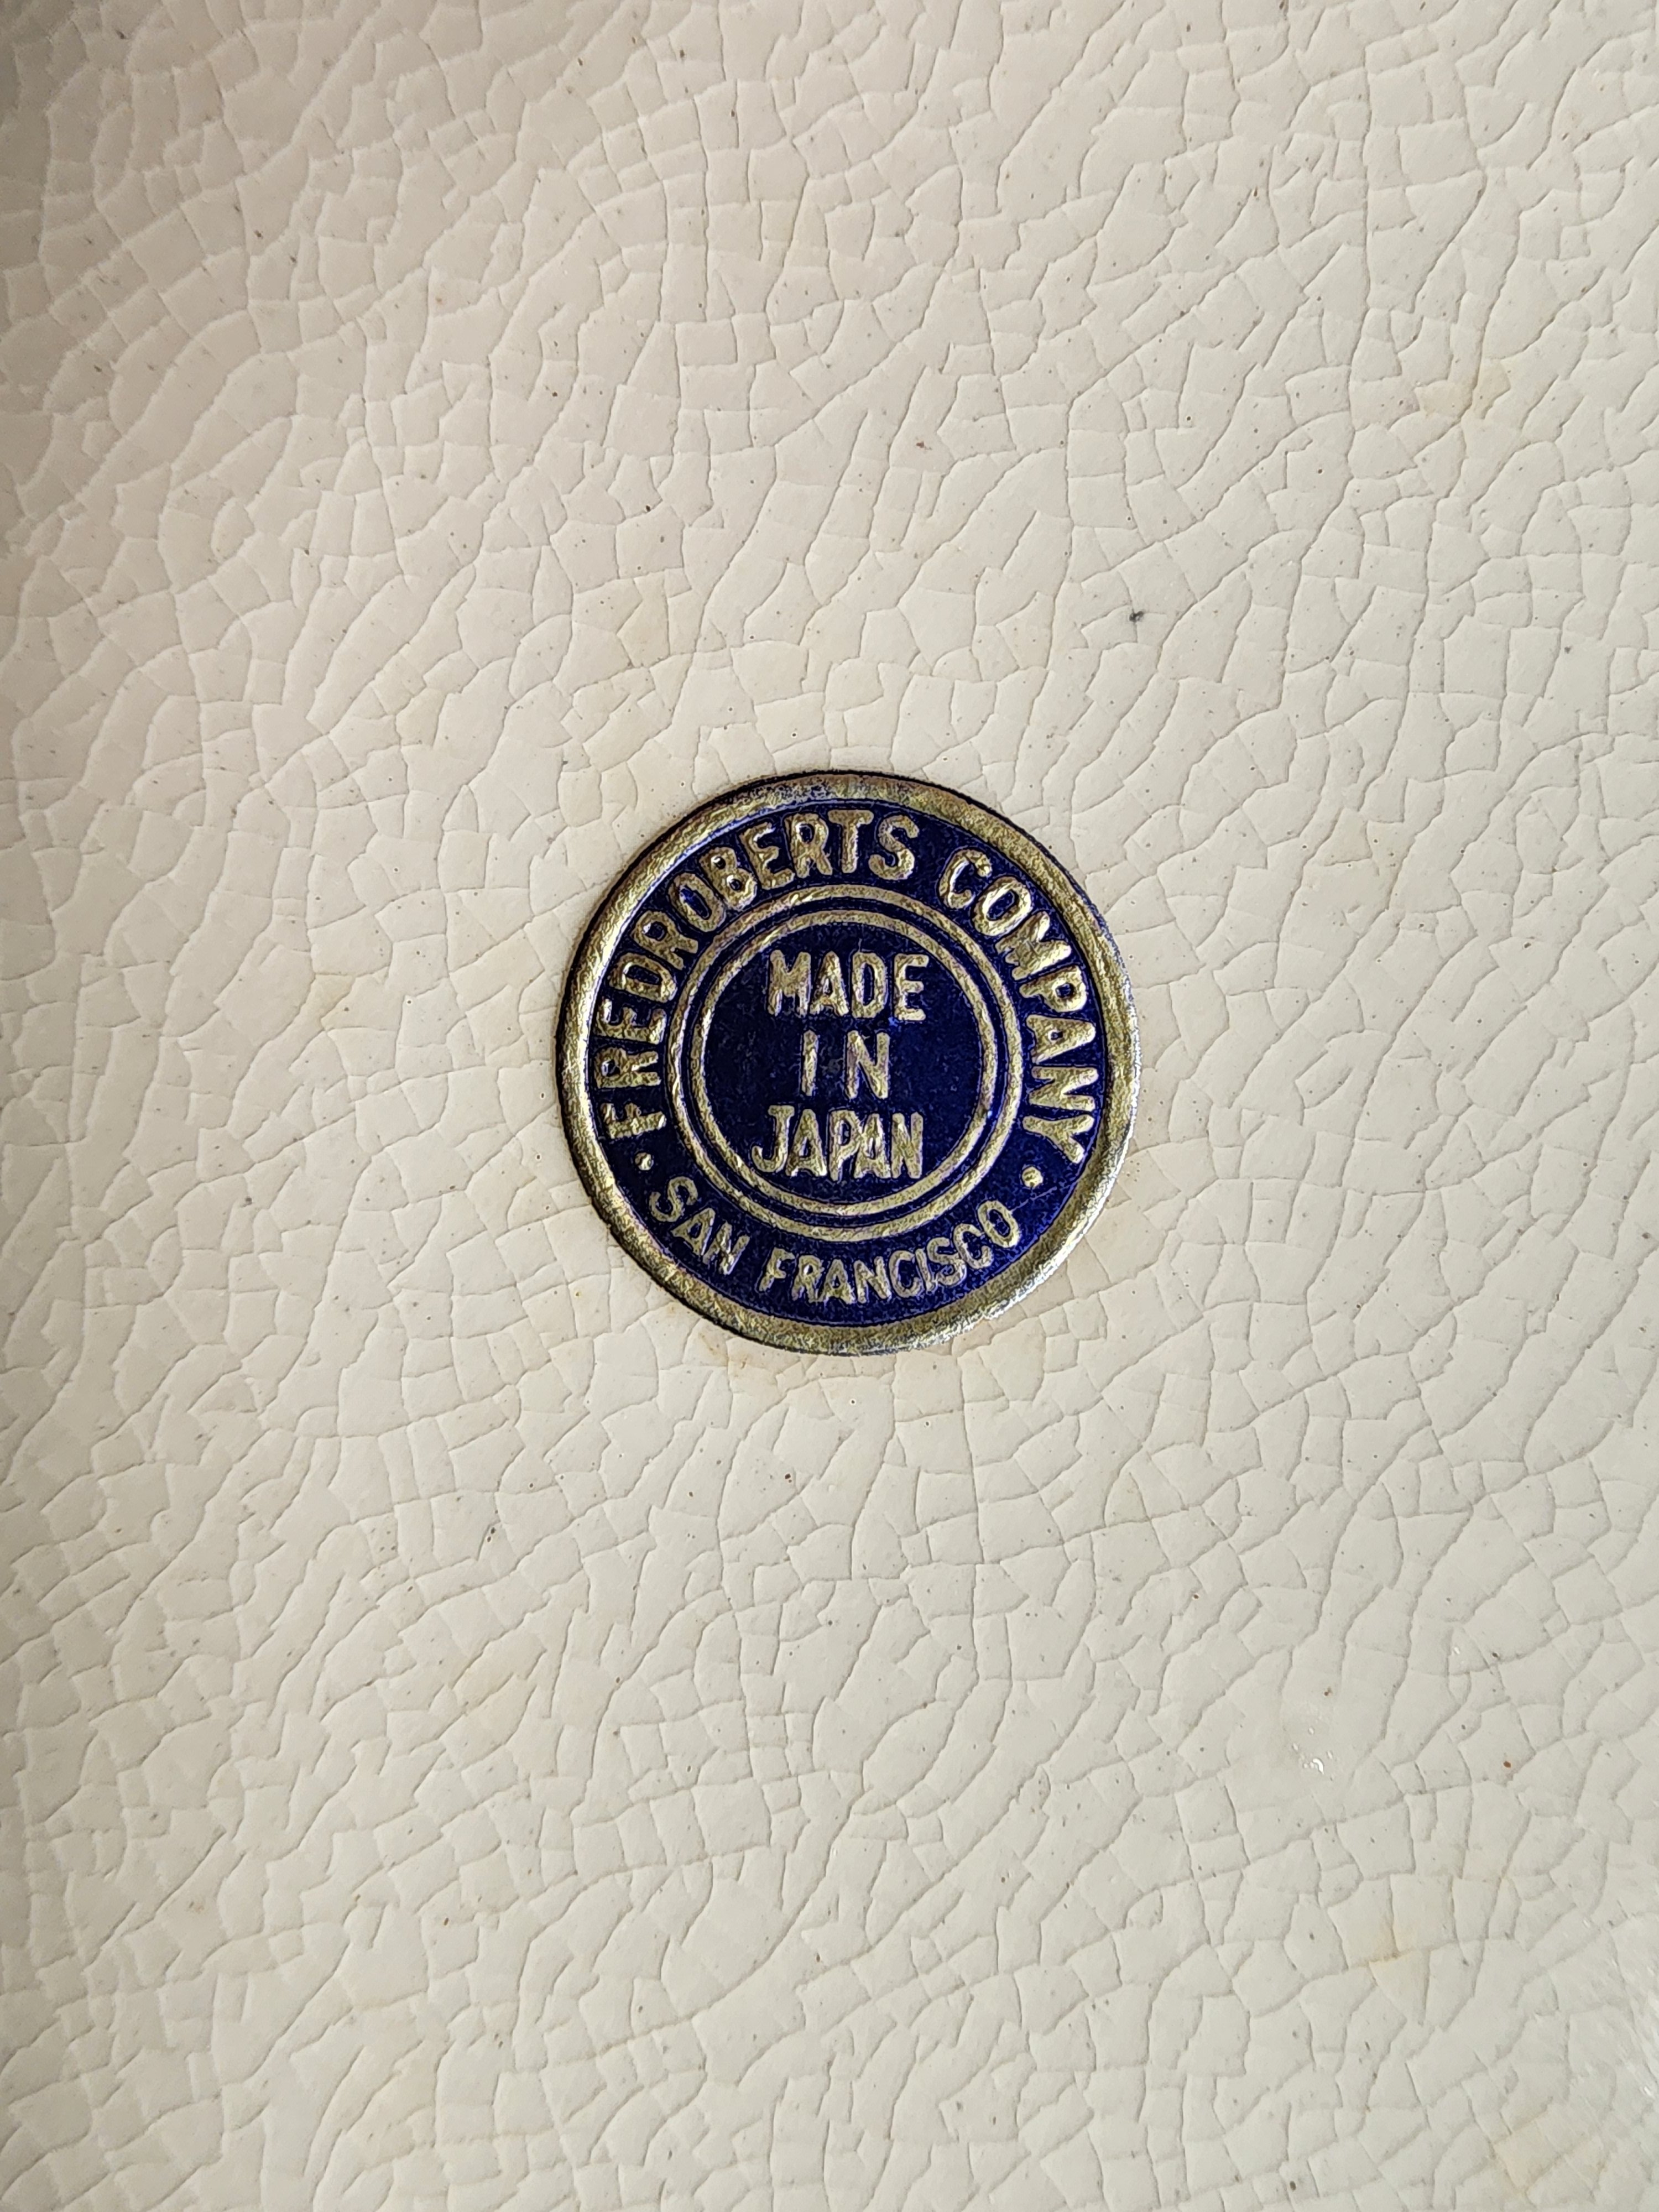 FREDROBERTS COMPANY
MADE
IN
JAPAN
· SAN FRANCISCO ·